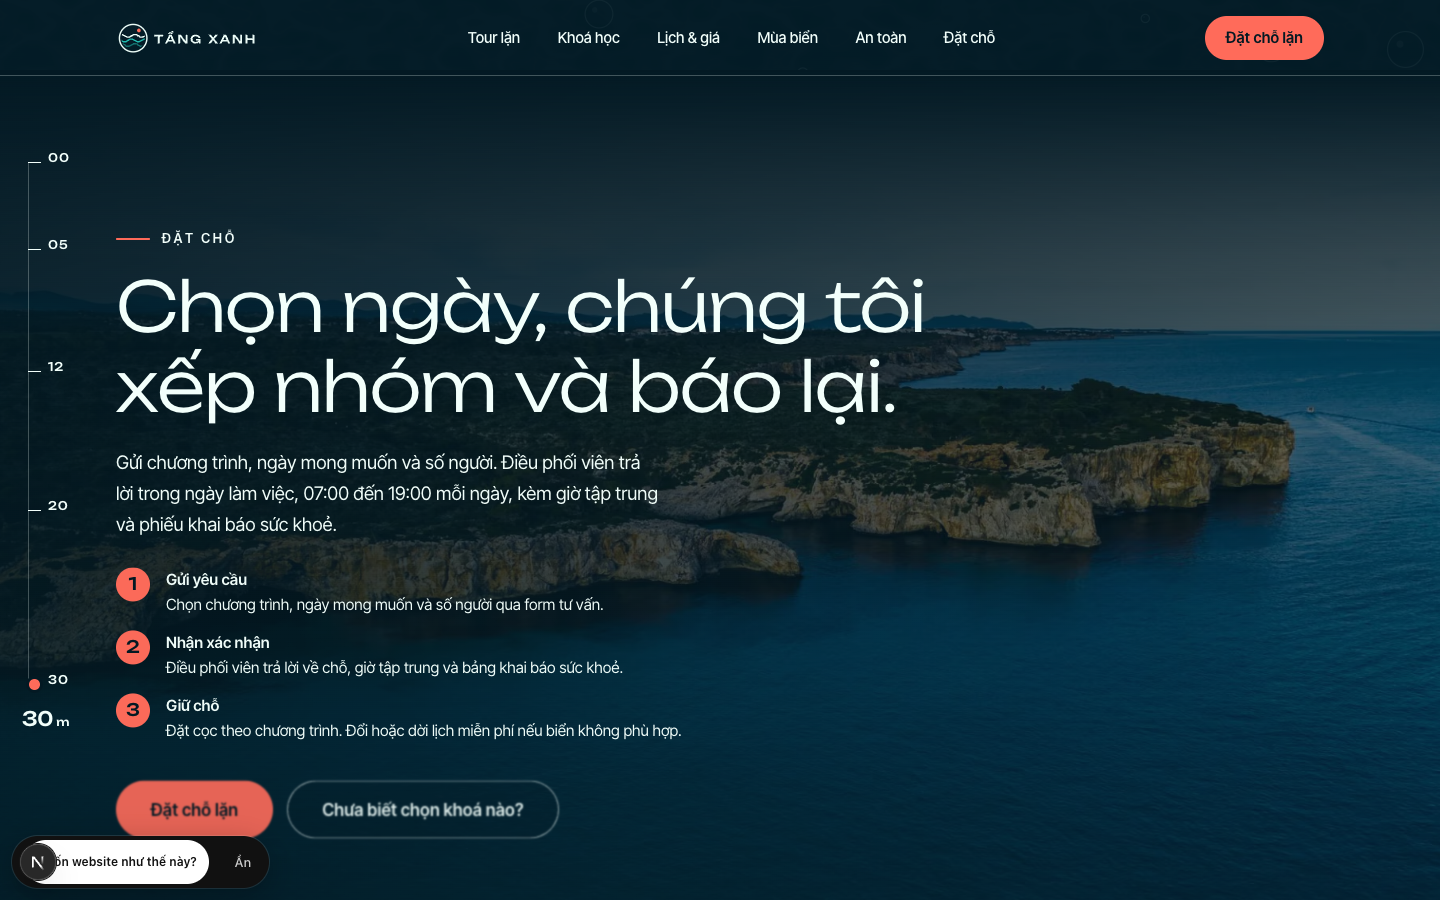 TẦNG XANH
Tour lặn
Khoá học
Lịch & giá
Mùa biển
An toàn
Đặt chỗ
Đặt chỗ lặn
00
05
12
20
30
30 m
ĐẶT CHỖ
Chọn ngày, chúng tôi
xếp nhóm và báo lại.
Gửi chương trình, ngày mong muốn và số người. Điều phối viên trả
lời trong ngày làm việc, 07:00 đến 19:00 mỗi ngày, kèm giờ tập trung
và phiếu khai báo sức khoẻ.
1
Gửi yêu cầu
Chọn chương trình, ngày mong muốn và số người qua form tư vấn.
2
Nhận xác nhận
Điều phối viên trả lời về chỗ, giờ tập trung và bảng khai báo sức khoẻ.
3
Giữ chỗ
Đặt cọc theo chương trình. Đổi hoặc dời lịch miễn phí nếu biển không phù hợp.
Đặt chỗ lặn
Chưa biết chọn khoá nào?
N
website như thế này?
Ẩn